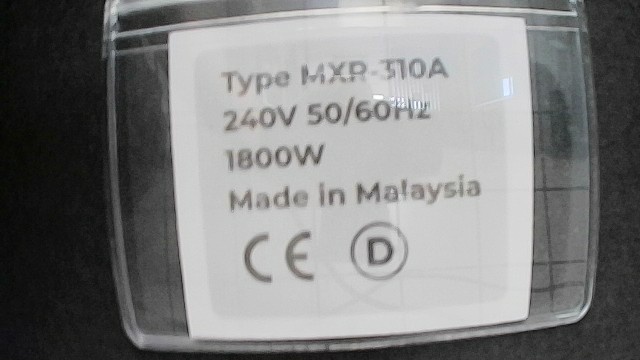 Type MXR-310A
240V 50/60Hz
1800W
Made in Malaysia
CE D